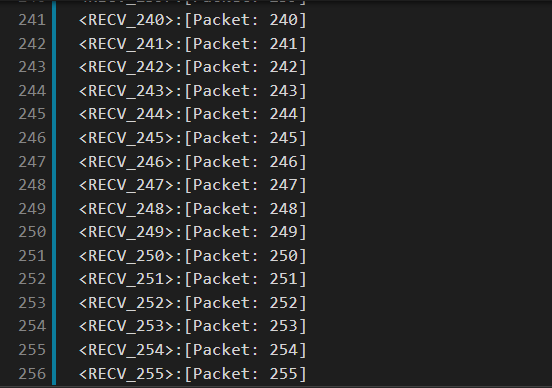 241 <RECV_240>:[Packet: 240]
242 <RECV_241>:[Packet: 241]
243 <RECV_242>:[Packet: 242]
244 <RECV_243>:[Packet: 243]
245 <RECV_244>:[Packet: 244]
246 <RECV_245>:[Packet: 245]
247 <RECV_246>:[Packet: 246]
248 <RECV_247>:[Packet: 247]
249 <RECV_248>:[Packet: 248]
250 <RECV_249>:[Packet: 249]
251 <RECV_250>:[Packet: 250]
252 <RECV_251>:[Packet: 251]
253 <RECV_252>:[Packet: 252]
254 <RECV_253>:[Packet: 253]
255 <RECV_254>:[Packet: 254]
256 <RECV_255>:[Packet: 255]